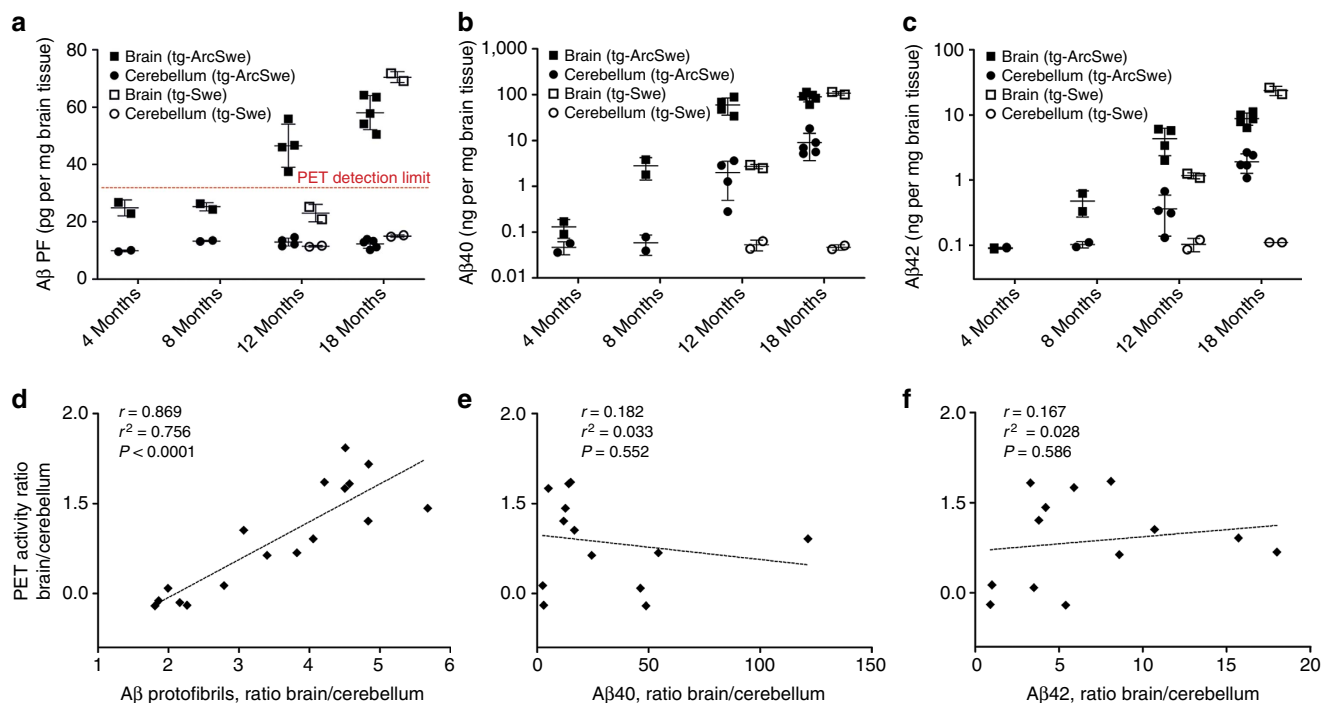 a
Aβ PF (pg per mg brain tissue)
80
60
40
20
0
Brain (tg-ArcSwe)
Cerebellum (tg-ArcSwe)
Brain (tg-Swe)
Cerebellum (tg-Swe)
PET detection limit
4 Months
8 Months
12 Months
18 Months
b
Aβ40 (ng per mg brain tissue)
1,000
100
10
1
0.1
0.01
Brain (tg-ArcSwe)
Cerebellum (tg-ArcSwe)
Brain (tg-Swe)
Cerebellum (tg-Swe)
4 Months
8 Months
12 Months
18 Months
c
Aβ42 (ng per mg brain tissue)
100
10
1
0.1
Brain (tg-ArcSwe)
Cerebellum (tg-ArcSwe)
Brain (tg-Swe)
Cerebellum (tg-Swe)
4 Months
8 Months
12 Months
18 Months
d
PET activity ratio
brain/cerebellum
2.0
1.5
0.0
r = 0.869
r² = 0.756
P < 0.0001
1 2 3 4 5 6
Aβ protofibrils, ratio brain/cerebellum
e
2.0
1.5
0.0
r = 0.182
r² = 0.033
P = 0.552
0 50 100 150
Aβ40, ratio brain/cerebellum
f
2.0
1.5
0.0
r = 0.167
r² = 0.028
P = 0.586
0 5 10 15 20
Aβ42, ratio brain/cerebellum